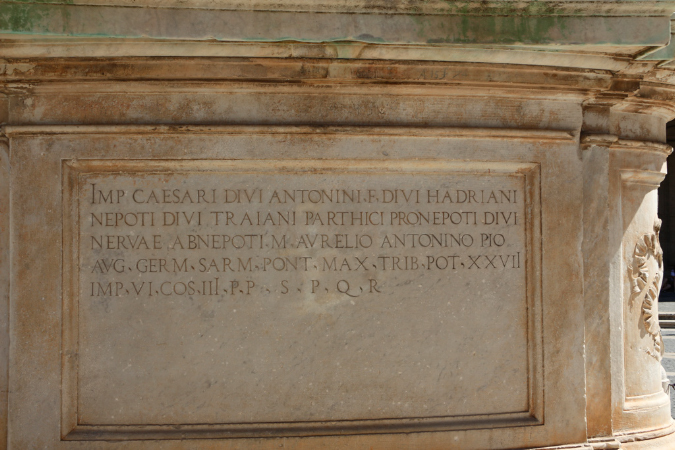 IMP CAESARI DIVI ANTONINI·F·DIVI HADRIANI
NEPOTI DIVI TRAIANI PARTHICI PRONEPOTI DIVI
NERVAE ABNEPOTI·M·AVRELIO ANTONINO PIO
AVG·GERM·SARM·PONT·MAX·TRIB·POT·XXVII
IMP·VI·COS·III·P·P·S·P·Q·R